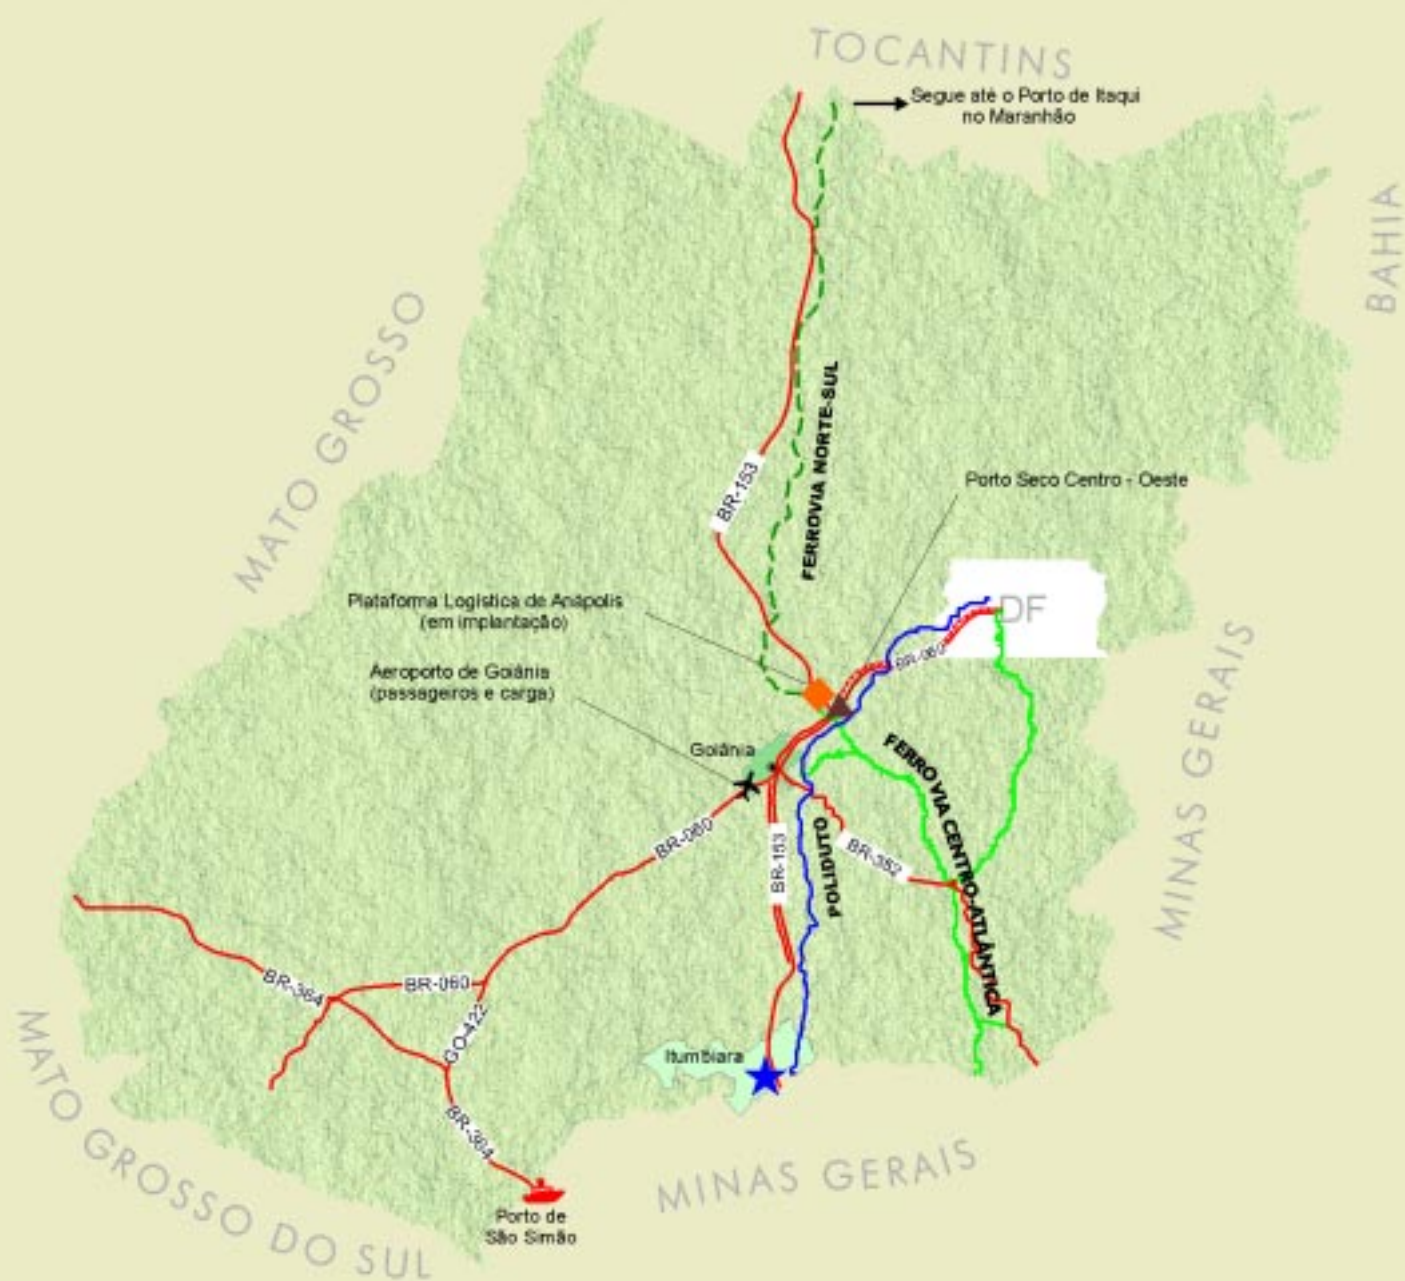 TOCANTINS
Segue até o Porto de Itaqui
no Maranhão
BAHIA
MATO GROSSO
FERROVIA NORTE-SUL
BR-153
Porto Seco Centro - Oeste
Plataforma Logística de Anápolis
(em implantação)
DF
BR-060
Aeroporto de Goiânia
(passageiros e carga)
MINAS GERAIS
Goiânia
FERROVIA CENTRO-ATLÂNTICA
BR-060
BR-153
POLIDUTO
BR-352
BR-364
BR-060
GO-422
Itumbiara
BR-364
MATO GROSSO DO SUL
MINAS GERAIS
Porto de
São Simão